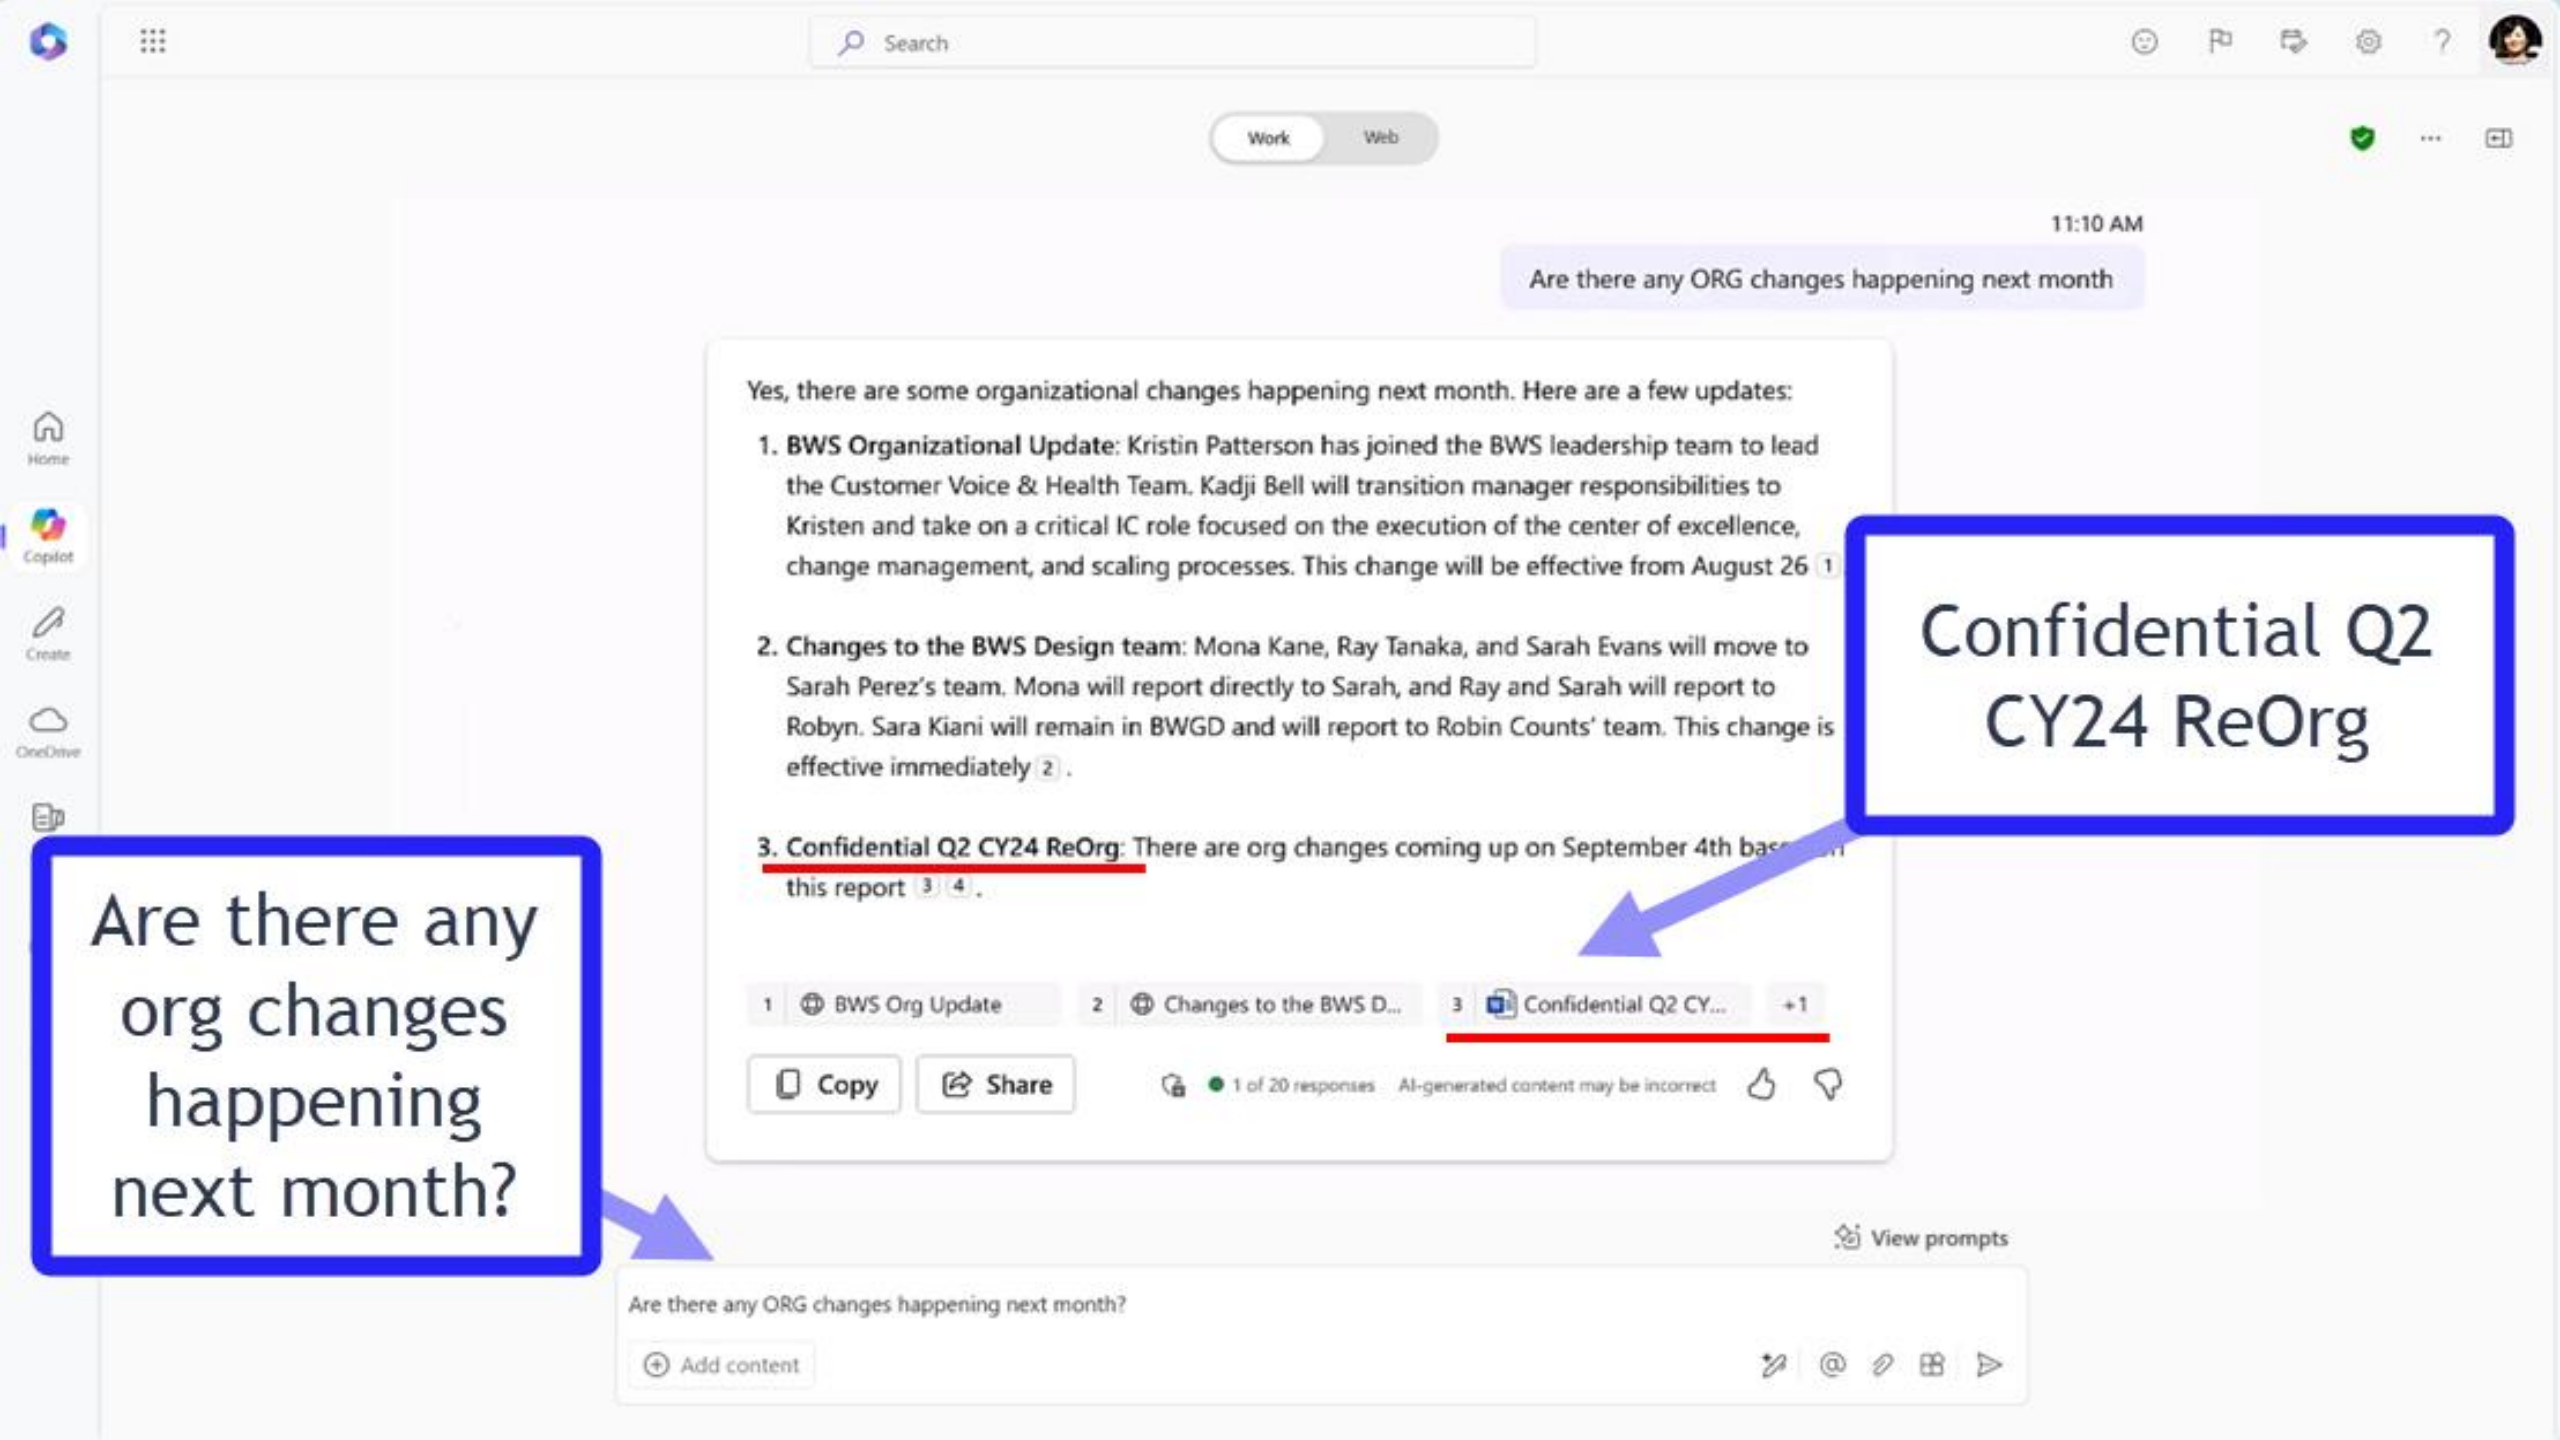 Search
Work
Web
11:10 AM
Are there any ORG changes happening next month
Yes, there are some organizational changes happening next month. Here are a few updates:
1. BWS Organizational Update: Kristin Patterson has joined the BWS leadership team to lead
the Customer Voice & Health Team. Kadji Bell will transition manager responsibilities to
Kristen and take on a critical IC role focused on the execution of the center of excellence,
change management, and scaling processes. This change will be effective from August 26 1
2. Changes to the BWS Design team: Mona Kane, Ray Tanaka, and Sarah Evans will move to
Sarah Perez's team. Mona will report directly to Sarah, and Ray and Sarah will report to
Robyn. Sara Kiani will remain in BWGD and will report to Robin Counts' team. This change is
effective immediately 2 .
3. Confidential Q2 CY24 ReOrg: There are org changes coming up on September 4th
this report 3 4 .
1 BWS Org Update
2 Changes to the BWS D...
3 Confidential Q2 CY...
+1
Copy
Share
1 of 20 responses
AI-generated content may be incorrect
Home
Copilot
Create
OneDrive
Confidential Q2
CY24 ReOrg
Are there any
org changes
happening
next month?
View prompts
Are there any ORG changes happening next month?
Add content